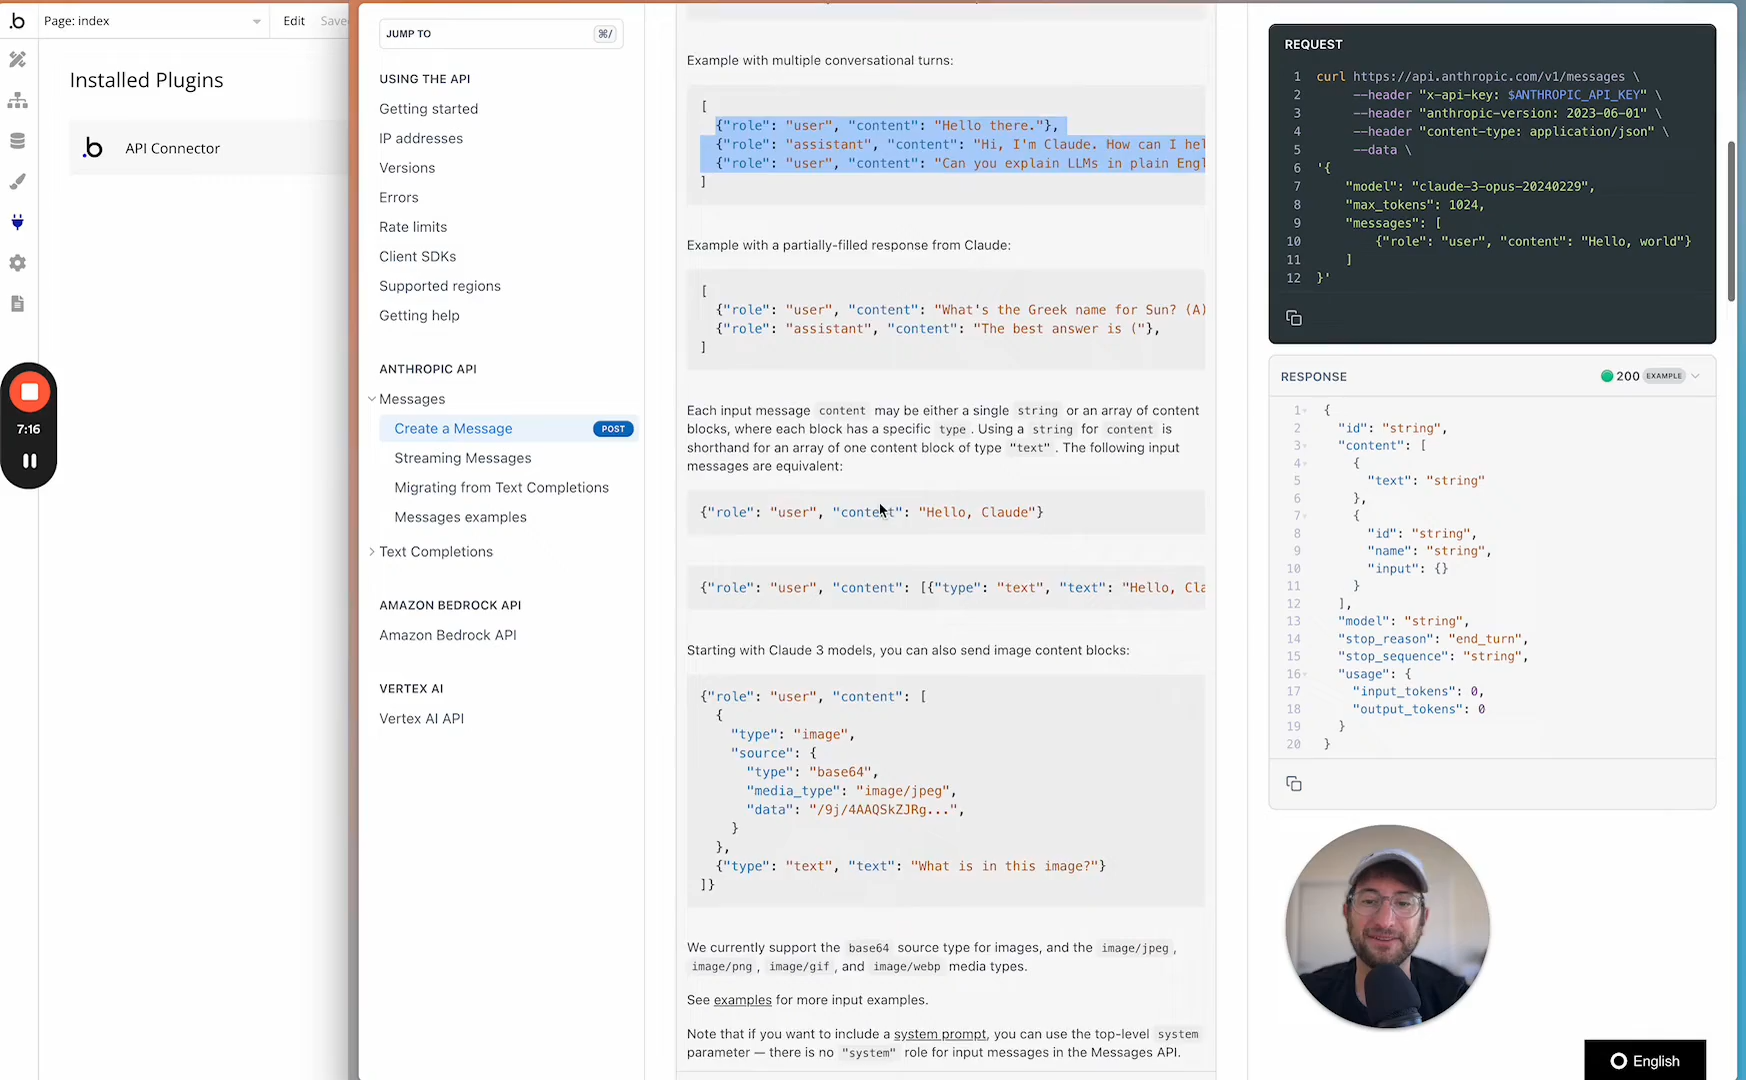 Page: index
Edit
Save
Installed Plugins
API Connector
7:16
JUMP TO
⌘/
USING THE API
Getting started
IP addresses
Versions
Errors
Rate limits
Client SDKs
Supported regions
Getting help
ANTHROPIC API
Messages
Create a Message
POST
Streaming Messages
Migrating from Text Completions
Messages examples
Text Completions
AMAZON BEDROCK API
Amazon Bedrock API
VERTEX AI
Vertex AI API
Example with multiple conversational turns:
[
{"role": "user", "content": "Hello there."},
{"role": "assistant", "content": "Hi, I'm Claude. How can I hel
{"role": "user", "content": "Can you explain LLMs in plain Engl
]
Example with a partially-filled response from Claude:
[
{"role": "user", "content": "What's the Greek name for Sun? (A)
{"role": "assistant", "content": "The best answer is ("},
]
Each input message content may be either a single string or an array of content
blocks, where each block has a specific type. Using a string for content is
shorthand for an array of one content block of type "text". The following input
messages are equivalent:
{"role": "user", "content": "Hello, Claude"}
{"role": "user", "content": [{"type": "text", "text": "Hello, Cla
Starting with Claude 3 models, you can also send image content blocks:
{"role": "user", "content": [
{
"type": "image",
"source": {
"type": "base64",
"media_type": "image/jpeg",
"data": "/9j/4AAQSkZJRg...",
}
},
{"type": "text", "text": "What is in this image?"}
]}
We currently support the base64 source type for images, and the image/jpeg,
image/png, image/gif, and image/webp media types.
See examples for more input examples.
Note that if you want to include a system prompt, you can use the top-level system
parameter — there is no "system" role for input messages in the Messages API.
REQUEST
1 curl https://api.anthropic.com/v1/messages \
2 --header "x-api-key: $ANTHROPIC_API_KEY" \
3 --header "anthropic-version: 2023-06-01" \
4 --header "content-type: application/json" \
5 --data \
6 '{
7 "model": "claude-3-opus-20240229",
8 "max_tokens": 1024,
9 "messages": [
10 {"role": "user", "content": "Hello, world"}
11 ]
12 }'
RESPONSE
200 EXAMPLE
1 {
2 "id": "string",
3 "content": [
4 {
5 "text": "string"
6 },
7 {
8 "id": "string",
9 "name": "string",
10 "input": {}
11 }
12 ],
13 "model": "string",
14 "stop_reason": "end_turn",
15 "stop_sequence": "string",
16 "usage": {
17 "input_tokens": 0,
18 "output_tokens": 0
19 }
20 }
English